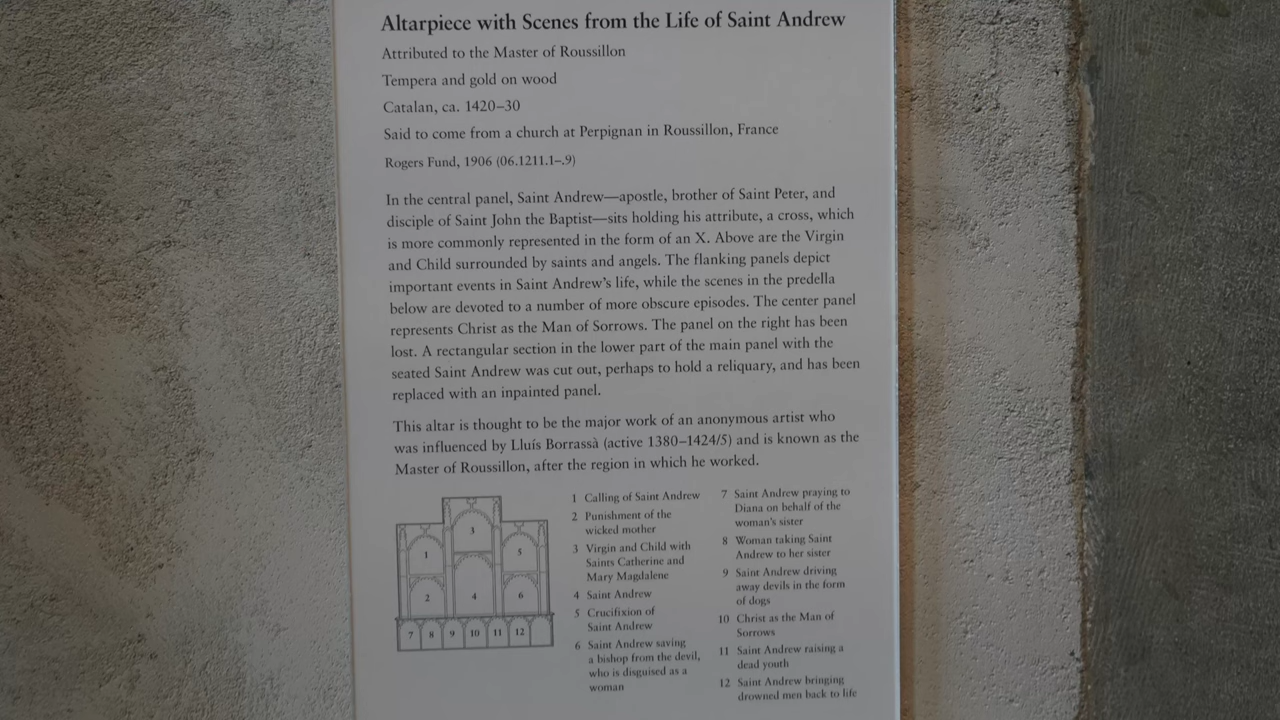 Altarpiece with Scenes from the Life of Saint Andrew
Attributed to the Master of Roussillon
Tempera and gold on wood
Catalan, ca. 1420–30
Said to come from a church at Perpignan in Roussillon, France
Rogers Fund, 1906 (06.1211.1–.9)
In the central panel, Saint Andrew—apostle, brother of Saint Peter, and
disciple of Saint John the Baptist—sits holding his attribute, a cross, which
is more commonly represented in the form of an X. Above are the Virgin
and Child surrounded by saints and angels. The flanking panels depict
important events in Saint Andrew's life, while the scenes in the predella
below are devoted to a number of more obscure episodes. The center panel
represents Christ as the Man of Sorrows. The panel on the right has been
lost. A rectangular section in the lower part of the main panel with the
seated Saint Andrew was cut out, perhaps to hold a reliquary, and has been
replaced with an inpainted panel.
This altar is thought to be the major work of an anonymous artist who
was influenced by Lluís Borrassà (active 1380–1424/5) and is known as the
Master of Roussillon, after the region in which he worked.
3
1
5
2
4
6
7 8 9 10 11 12
1 Calling of Saint Andrew
2 Punishment of the
wicked mother
3 Virgin and Child with
Saints Catherine and
Mary Magdalene
4 Saint Andrew
5 Crucifixion of
Saint Andrew
6 Saint Andrew saving
a bishop from the devil,
who is disguised as a
woman
7 Saint Andrew praying to
Diana on behalf of the
woman's sister
8 Woman taking Saint
Andrew to her sister
9 Saint Andrew driving
away devils in the form
of dogs
10 Christ as the Man of
Sorrows
11 Saint Andrew raising a
dead youth
12 Saint Andrew bringing
drowned men back to life